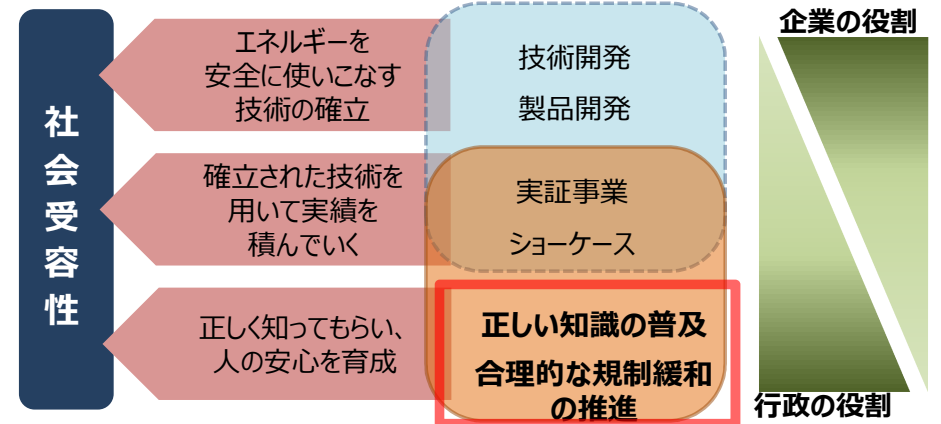 社会受容性
エネルギーを
安全に使いこなす
技術の確立
技術開発
製品開発
確立された技術を
用いて実績を
積んでいく
実証事業
ショーケース
正しく知ってもらい、
人の安心を育成
正しい知識の普及
合理的な規制緩和
の推進
企業の役割
行政の役割